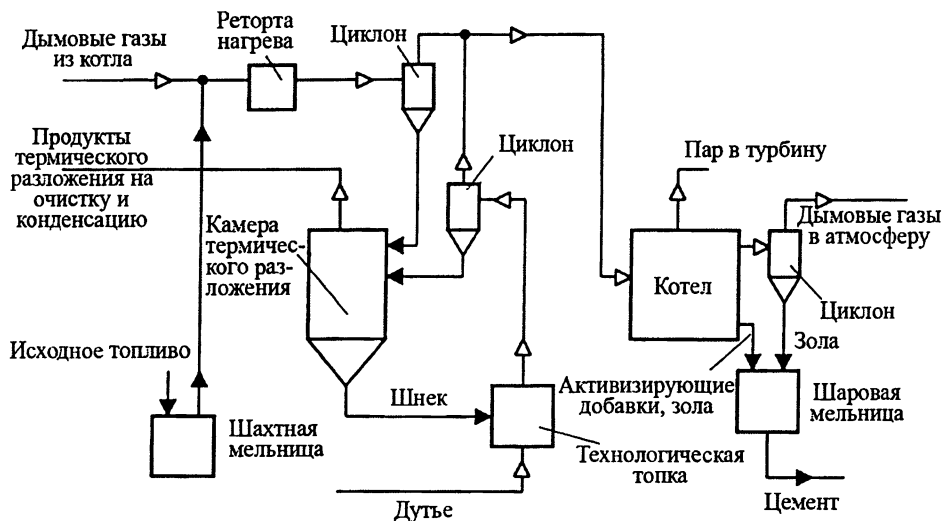 Дымовые газы
из котла
Реторта
нагрева
Циклон
Продукты
термического
разложения на
очистку и
конденсацию
Циклон
Пар в турбину
Камера
термичес-
кого раз-
ложения
Дымовые газы
в атмосферу
Котел
Циклон
Зола
Исходное топливо
Шахтная
мельница
Шнек
Активизирующие
добавки, зола
Шаровая
мельница
Технологическая
топка
Дутье
Цемент